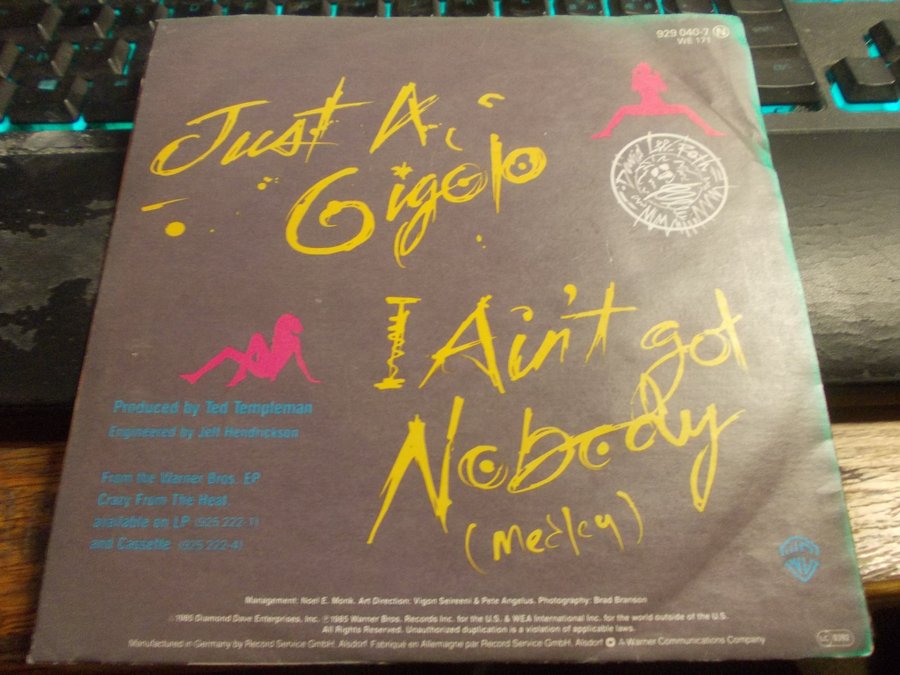 929 040-7 N
WE 171
Just A
Gigolo
David Lee Roth
I Ain't got
Nobody
(medley)
Produced by Ted Templeman
Engineered by Jeff Hendrickson
From the Warner Bros. EP
Crazy From The Heat
available on LP (925 222-1)
and Cassette (925 222-4)
Management: Noel E. Monk. Art Direction: Vigon Seireeni & Pete Angelus. Photography: Brad Branson
©1985 Diamond Dave Enterprises, Inc. ℗1985 Warner Bros. Records Inc. for the U.S. & WEA International Inc. for the world outside of the U.S.
All Rights Reserved. Unauthorized duplication is a violation of applicable laws.
Manufactured in Germany by Record Service GmbH, Alsdorf. Fabriqué en Allemagne par Record Service GmbH, Alsdorf A Warner Communications Company